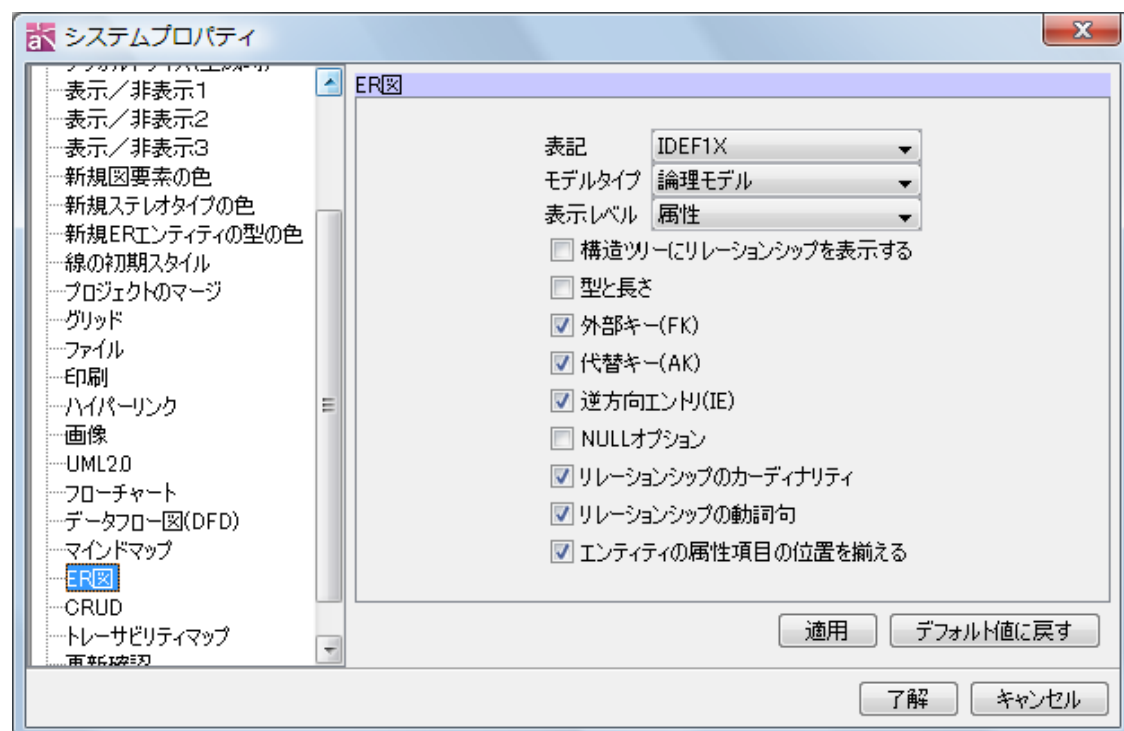 システムプロパティ
表示／非表示1
表示／非表示2
表示／非表示3
新規図要素の色
新規ステレオタイプの色
新規ERエンティティの型の色
線の初期スタイル
プロジェクトのマージ
グリッド
ファイル
印刷
ハイパーリンク
画像
UML2.0
フローチャート
データフロー図(DFD)
マインドマップ
ER図
CRUD
トレーサビリティマップ
更新確認
ER図
表記 IDEF1X
モデルタイプ 論理モデル
表示レベル 属性
構造ツリーにリレーションシップを表示する
型と長さ
外部キー(FK)
代替キー(AK)
逆方向エントリ(IE)
NULLオプション
リレーションシップのカーディナリティ
リレーションシップの動詞句
エンティティの属性項目の位置を揃える
適用 デフォルト値に戻す
了解 キャンセル